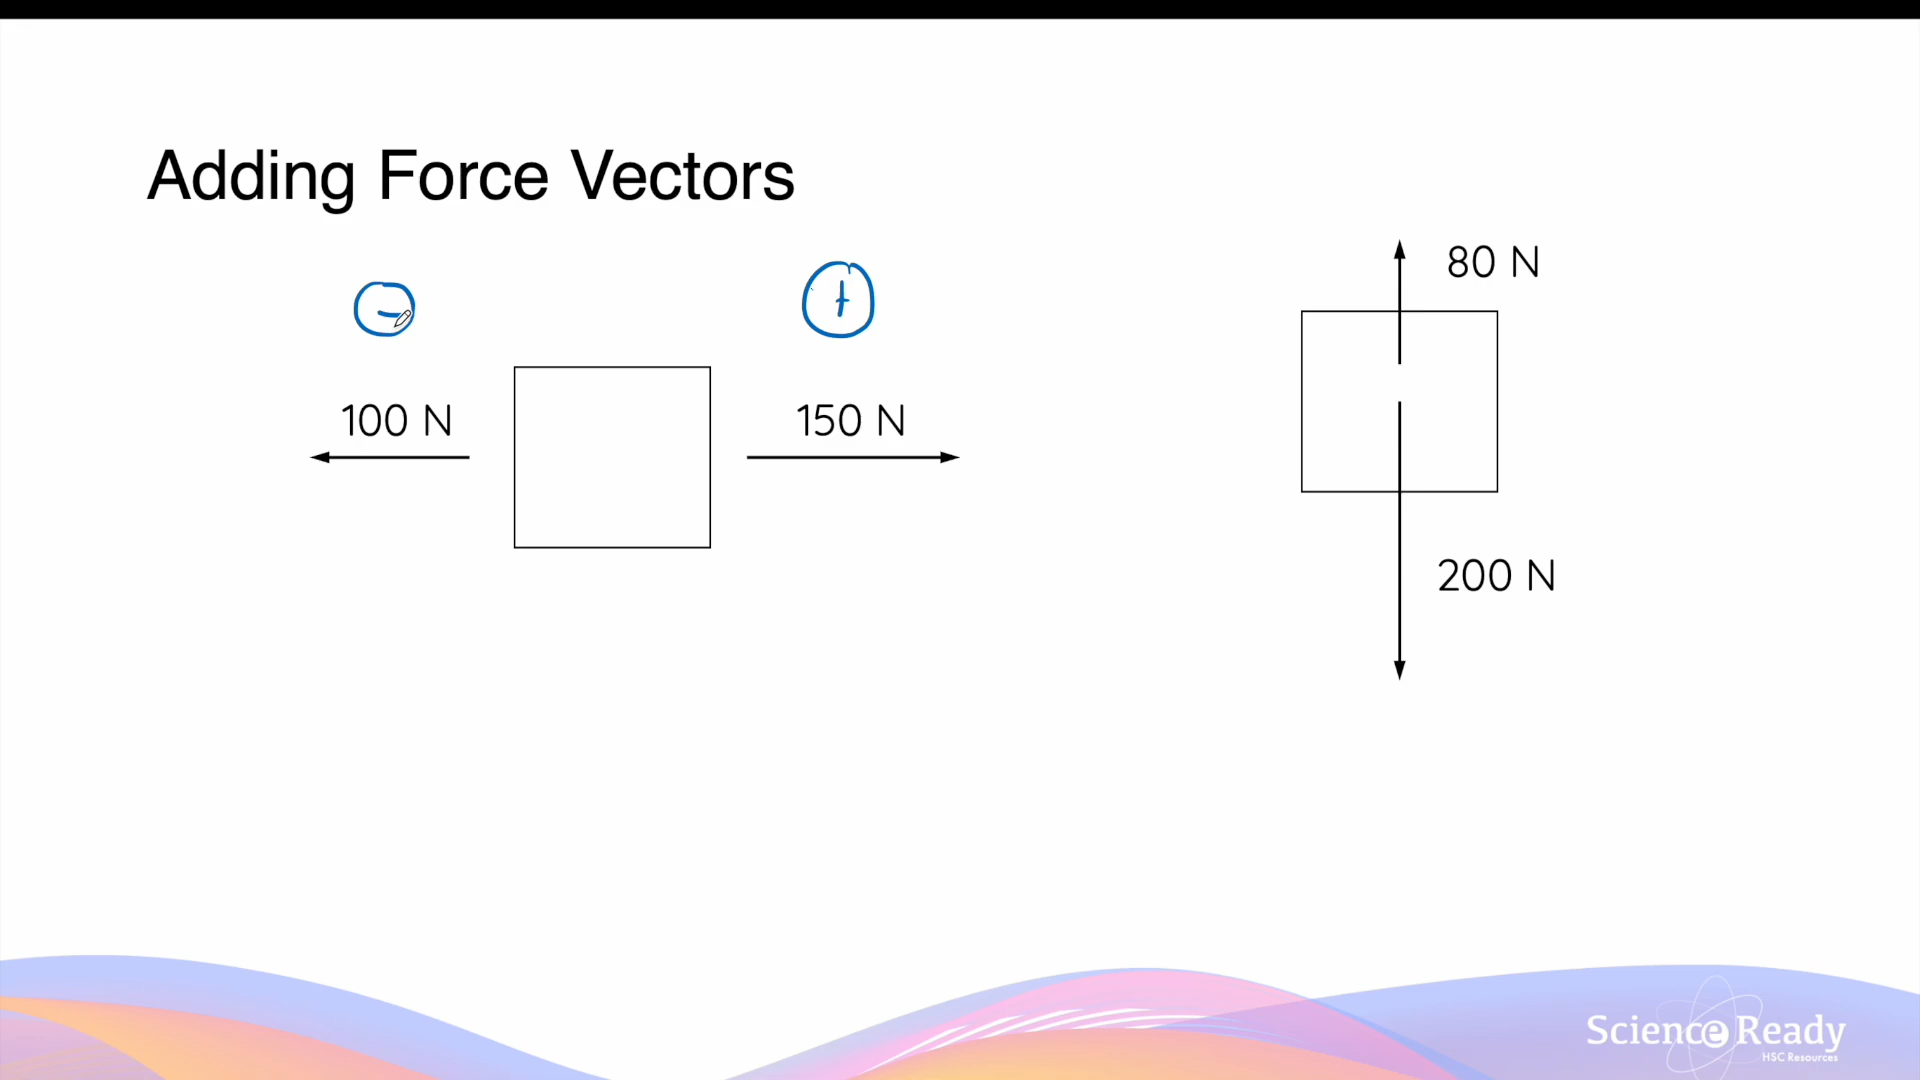 Adding Force Vectors
−
+
80 N
100 N
150 N
200 N
Science Ready
HSC Resources